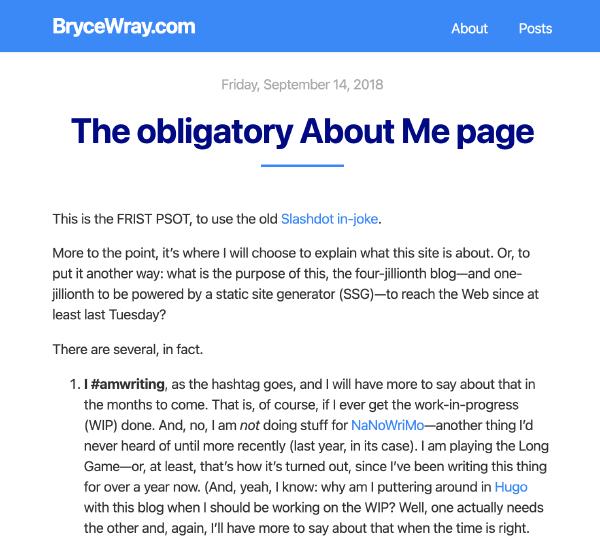 BryceWray.com
About Posts
Friday, September 14, 2018
The obligatory About Me page
This is the FRIST PSOT, to use the old Slashdot in-joke.
More to the point, it’s where I will choose to explain what this site is about. Or, to
put it another way: what is the purpose of this, the four-jillionth blog—and one-
jillionth to be powered by a static site generator (SSG)—to reach the Web since at
least last Tuesday?
There are several, in fact.
1. I #amwriting, as the hashtag goes, and I will have more to say about that in
the months to come. That is, of course, if I ever get the work-in-progress
(WIP) done. And, no, I am not doing stuff for NaNoWriMo—another thing I’d
never heard of until more recently (last year, in its case). I am playing the Long
Game—or, at least, that’s how it’s turned out, since I’ve been writing this thing
for over a year now. (And, yeah, I know: why am I puttering around in Hugo
with this blog when I should be working on the WIP? Well, one actually needs
the other and, again, I’ll have more to say about that when the time is right.